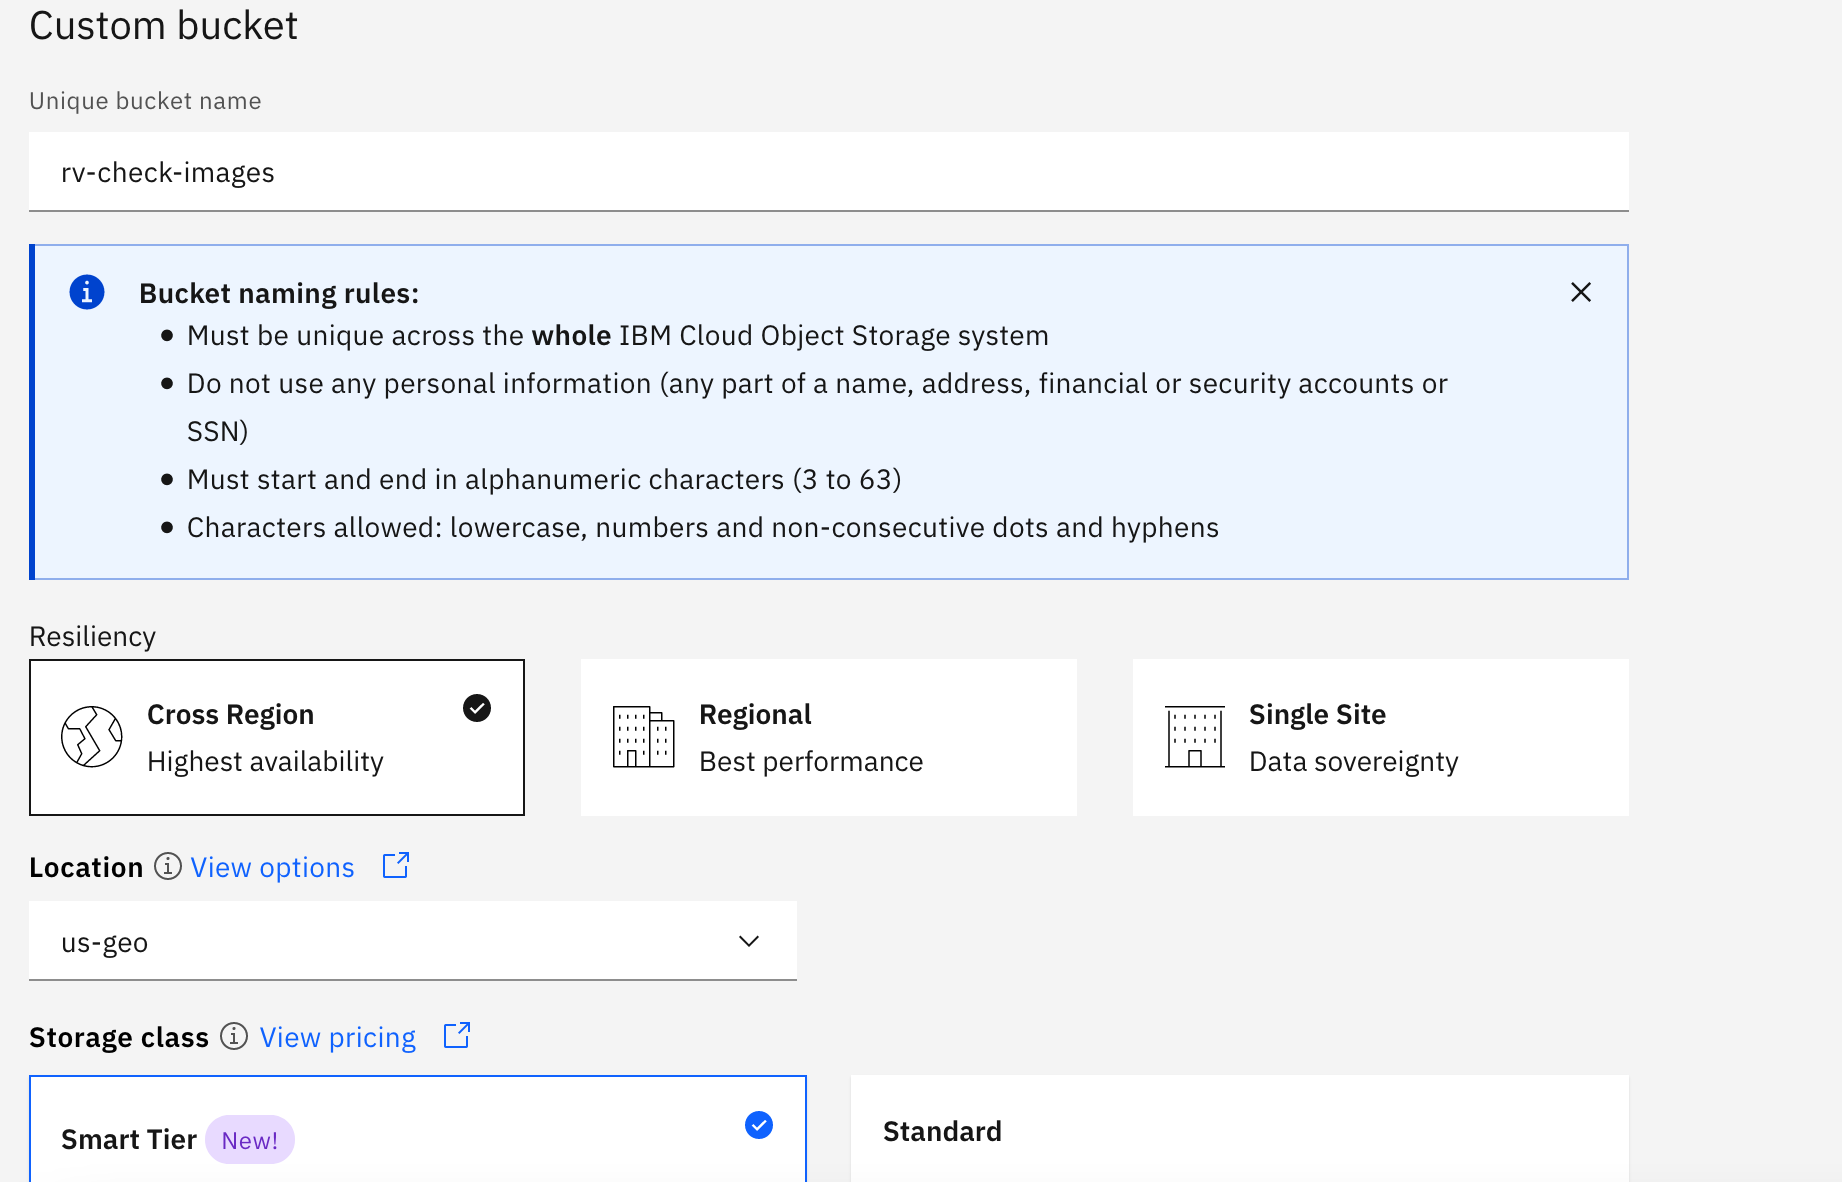 Custom bucket
Unique bucket name
rv-check-images
Bucket naming rules:
Must be unique across the whole IBM Cloud Object Storage system
Do not use any personal information (any part of a name, address, financial or security accounts or
SSN)
Must start and end in alphanumeric characters (3 to 63)
Characters allowed: lowercase, numbers and non-consecutive dots and hyphens
Resiliency
Cross Region
Highest availability
Regional
Best performance
Single Site
Data sovereignty
Location View options
us-geo
Storage class View pricing
Smart Tier New!
Standard